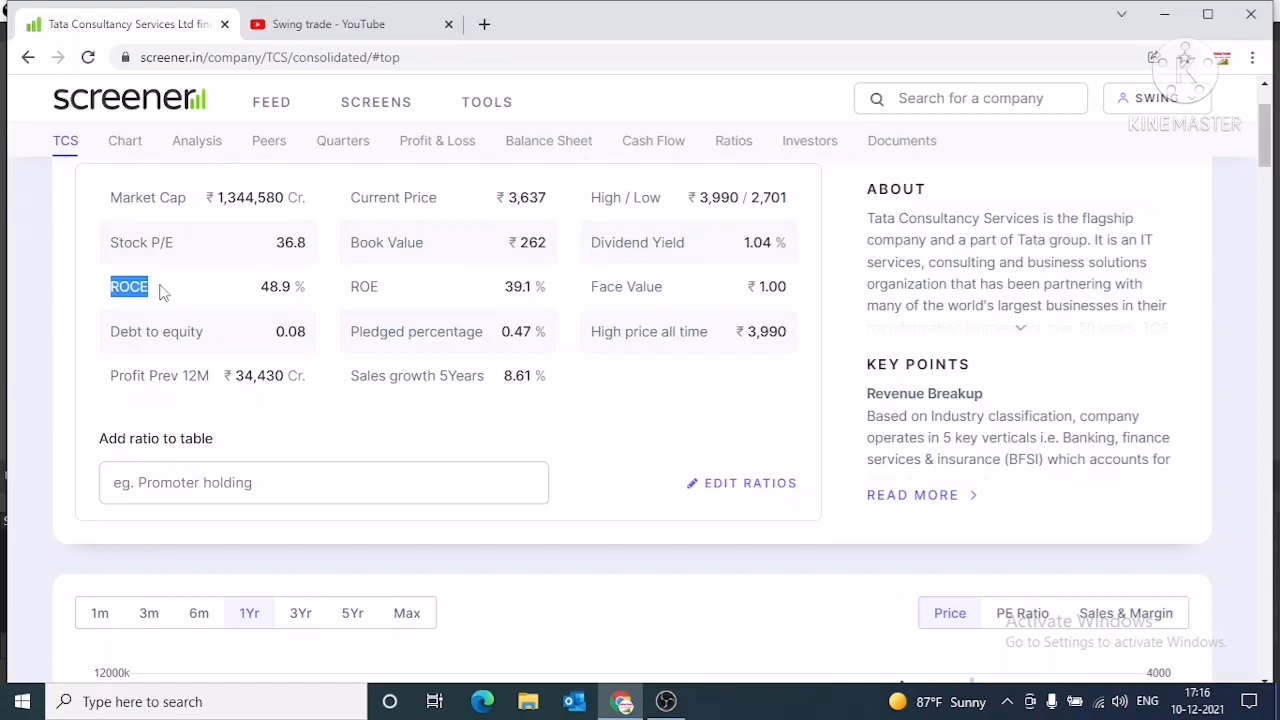 Tata Consultancy Services Ltd fin
Swing trade - YouTube
screener.in/company/TCS/consolidated/#top
screener
FEED
SCREENS
TOOLS
Search for a company
SWING
KINEMASTER
TCS
Chart
Analysis
Peers
Quarters
Profit & Loss
Balance Sheet
Cash Flow
Ratios
Investors
Documents
Market Cap ₹ 1,344,580 Cr.
Current Price ₹ 3,637
High / Low ₹ 3,990 / 2,701
Stock P/E 36.8
Book Value ₹ 262
Dividend Yield 1.04 %
ROCE 48.9 %
ROE 39.1 %
Face Value ₹ 1.00
Debt to equity 0.08
Pledged percentage 0.47 %
High price all time ₹ 3,990
Profit Prev 12M ₹ 34,430 Cr.
Sales growth 5Years 8.61 %
Add ratio to table
eg. Promoter holding
EDIT RATIOS
ABOUT
Tata Consultancy Services is the flagship
company and a part of Tata group. It is an IT
services, consulting and business solutions
organization that has been partnering with
many of the world's largest businesses in their
transformation journeys for over 50 years. TCS
KEY POINTS
Revenue Breakup
Based on Industry classification, company
operates in 5 key verticals i.e. Banking, finance
services & insurance (BFSI) which accounts for
READ MORE
1m
3m
6m
1Yr
3Yr
5Yr
Max
Price
PE Ratio
Sales & Margin
Activate Windows
Go to Settings to activate Windows.
12000k
4000
Type here to search
87°F Sunny
ENG
17:16
10-12-2021